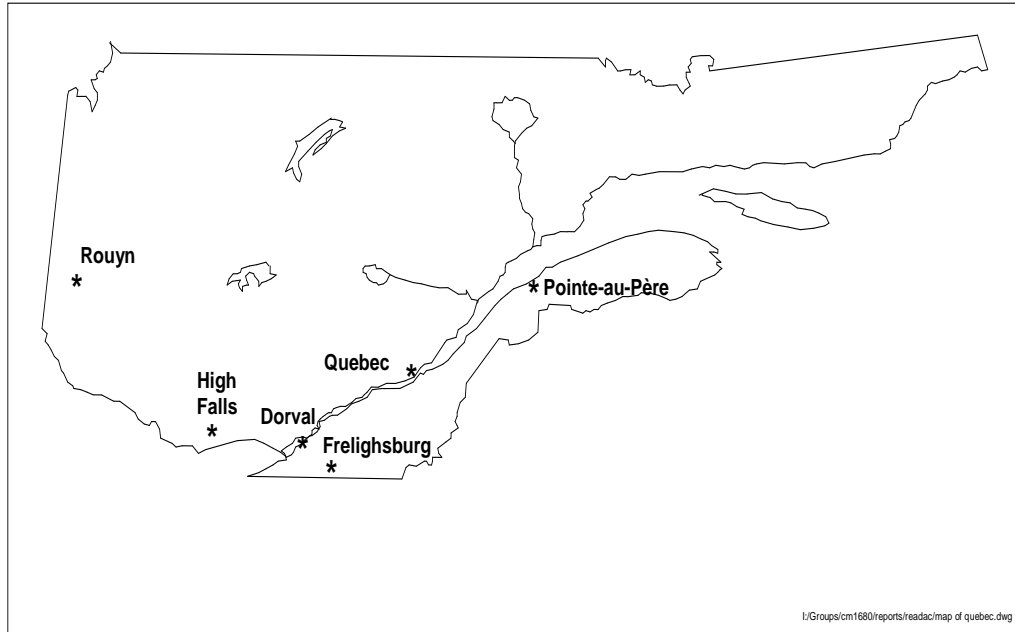 Rouyn
Pointe-au-Père
Quebec
High
Falls
Dorval
Frelighsburg
I:/Groups/cm1680/reports/readac/map of quebec.dwg